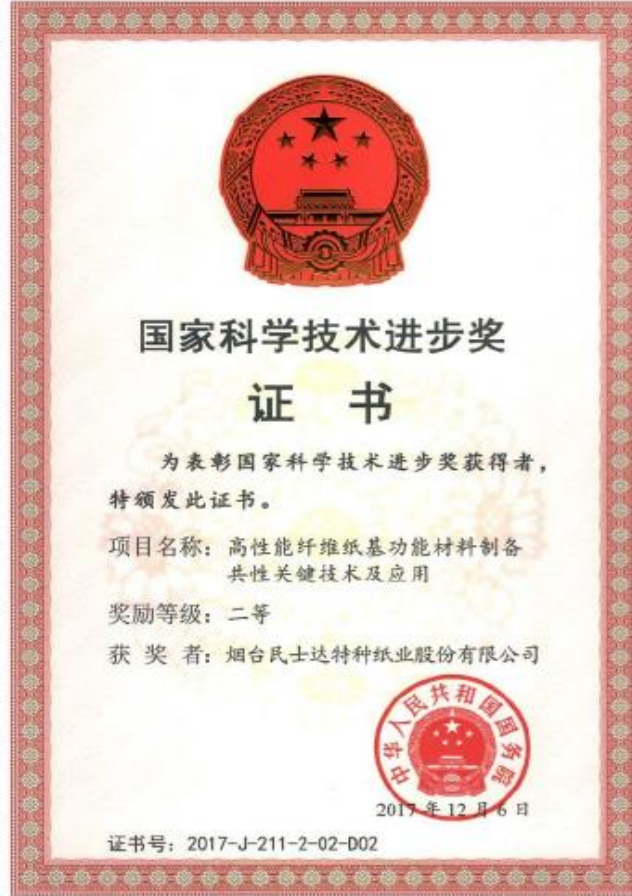 国家科学技术进步奖
证 书
为表彰国家科学技术进步奖获得者，
特颁发此证书。
项目名称：高性能纤维纸基功能材料制备
共性关键技术及应用
奖励等级：二等
获 奖 者：烟台民士达特种纸业股份有限公司
中华人民共和国国务院
2017 年 12 月 6 日
证书号：2017-J-211-2-02-D02